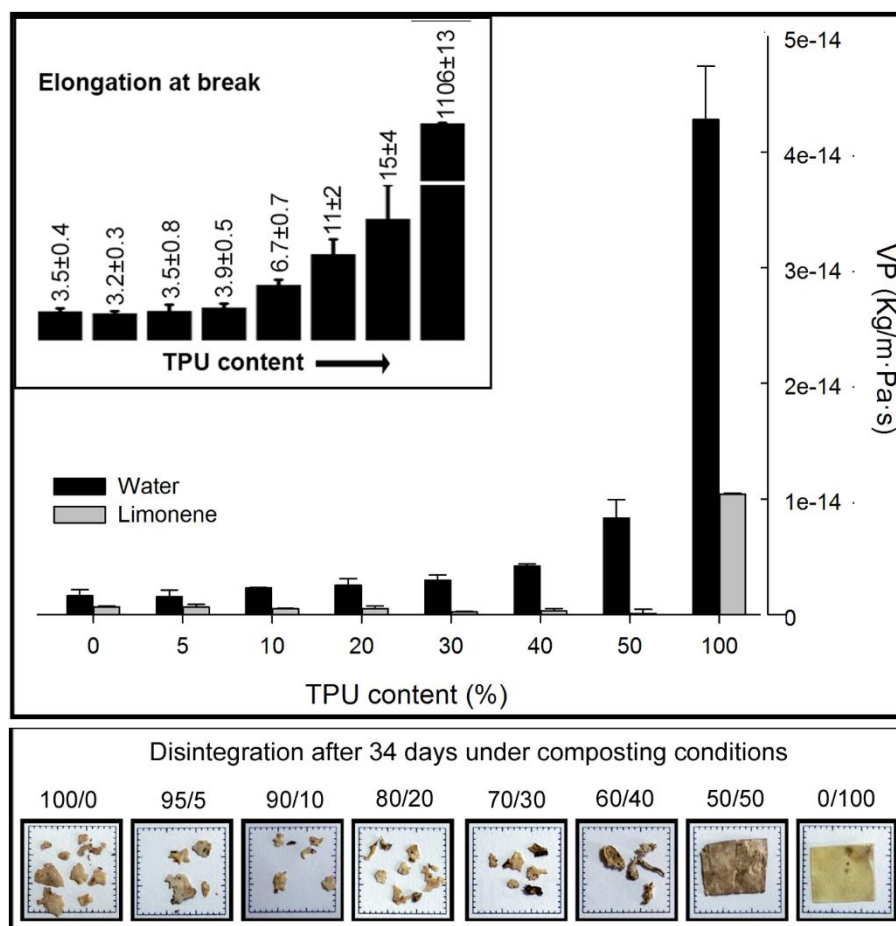 Elongation at break
3.5±0.4
3.2±0.3
3.5±0.8
3.9±0.5
6.7±0.7
11±2
15±4
1106±13
TPU content
5e-14
4e-14
3e-14
2e-14
1e-14
0
VP (Kg/m·Pa·s)
Water
Limonene
0 5 10 20 30 40 50 100
TPU content (%)
Disintegration after 34 days under composting conditions
100/0 95/5 90/10 80/20 70/30 60/40 50/50 0/100